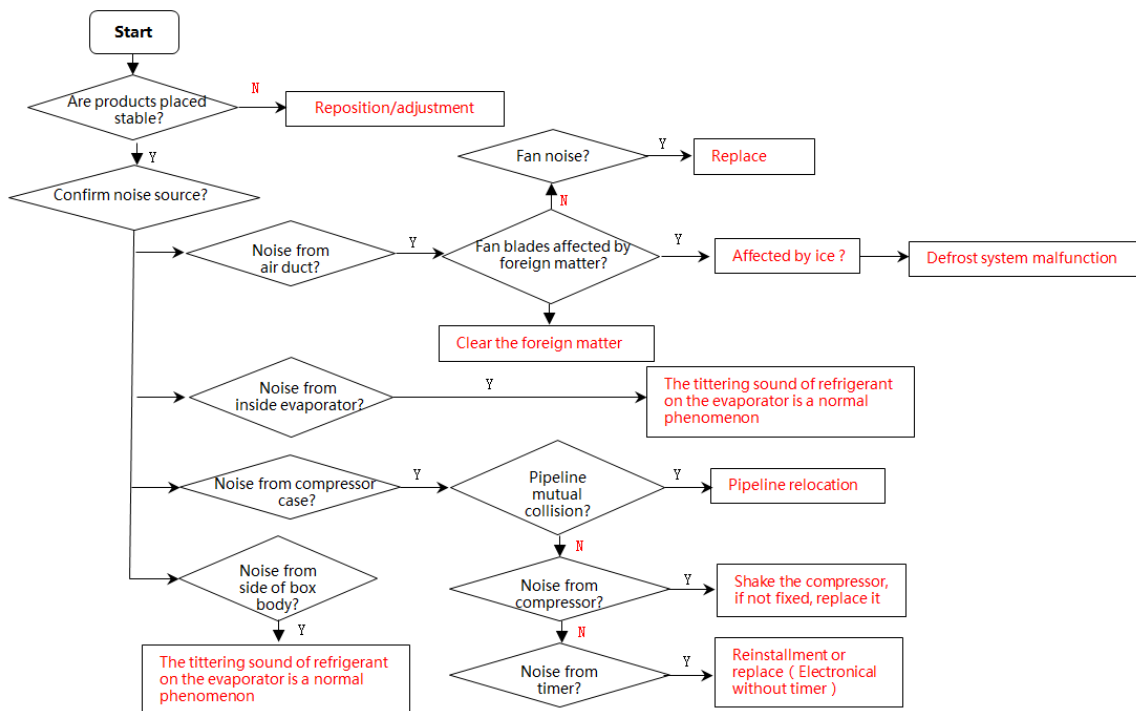 Start
Are products placed
stable?
N
Reposition/adjustment
Y
Confirm noise source?
Fan noise?
Y
Replace
N
Noise from
air duct?
Y
Fan blades affected by
foreign matter?
Y
Affected by ice ?
Defrost system malfunction
Clear the foreign matter
Noise from
inside evaporator?
Y
The tittering sound of refrigerant
on the evaporator is a normal
phenomenon
Noise from compressor
case?
Y
Pipeline
mutual
collision?
Y
Pipeline relocation
N
Noise from
side of box
body?
Y
The tittering sound of refrigerant
on the evaporator is a normal
phenomenon
Noise from
compressor?
Y
Shake the compressor,
if not fixed, replace it
N
Noise from
timer?
Y
Reinstallment or
replace ( Electronical
without timer )